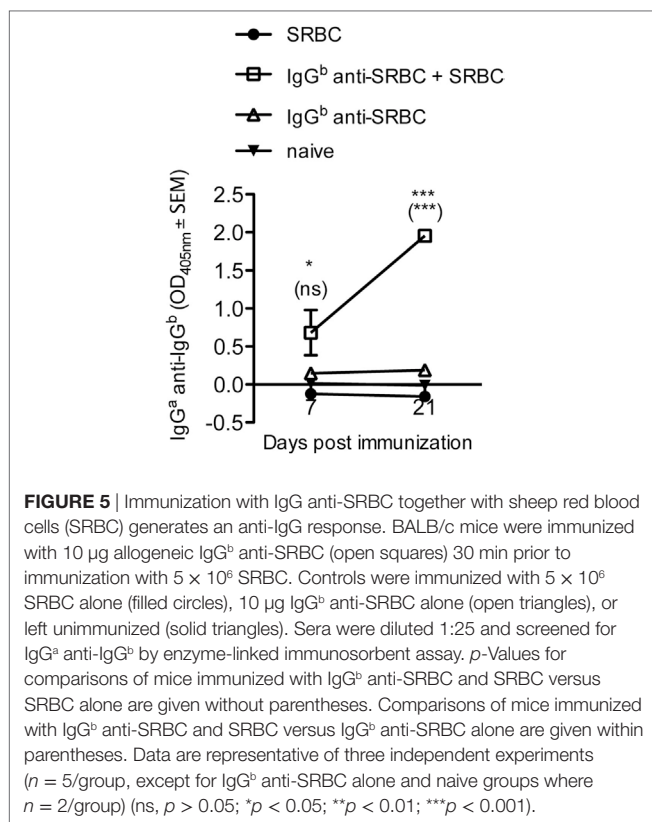 SRBC
IgGᵇ anti-SRBC + SRBC
IgGᵇ anti-SRBC
naive
IgGᵃ anti-IgGᵇ (OD₄₀₅ₙₘ ± SEM)
2.5
2.0
1.5
1.0
0.5
0.0
-0.5
*
(ns)
***
(***)
7
21
Days post immunization
FIGURE 5 | Immunization with IgG anti-SRBC together with sheep red blood
cells (SRBC) generates an anti-IgG response. BALB/c mice were immunized
with 10 µg allogeneic IgGᵇ anti-SRBC (open squares) 30 min prior to
immunization with 5 × 10⁶ SRBC. Controls were immunized with 5 × 10⁶
SRBC alone (filled circles), 10 µg IgGᵇ anti-SRBC alone (open triangles), or
left unimmunized (solid triangles). Sera were diluted 1:25 and screened for
IgGᵃ anti-IgGᵇ by enzyme-linked immunosorbent assay. p-Values for
comparisons of mice immunized with IgGᵇ anti-SRBC and SRBC versus
SRBC alone are given without parentheses. Comparisons of mice immunized
with IgGᵇ anti-SRBC and SRBC versus IgGᵇ anti-SRBC alone are given within
parentheses. Data are representative of three independent experiments
(n = 5/group, except for IgGᵇ anti-SRBC alone and naive groups where
n = 2/group) (ns, p > 0.05; *p < 0.05; **p < 0.01; ***p < 0.001).